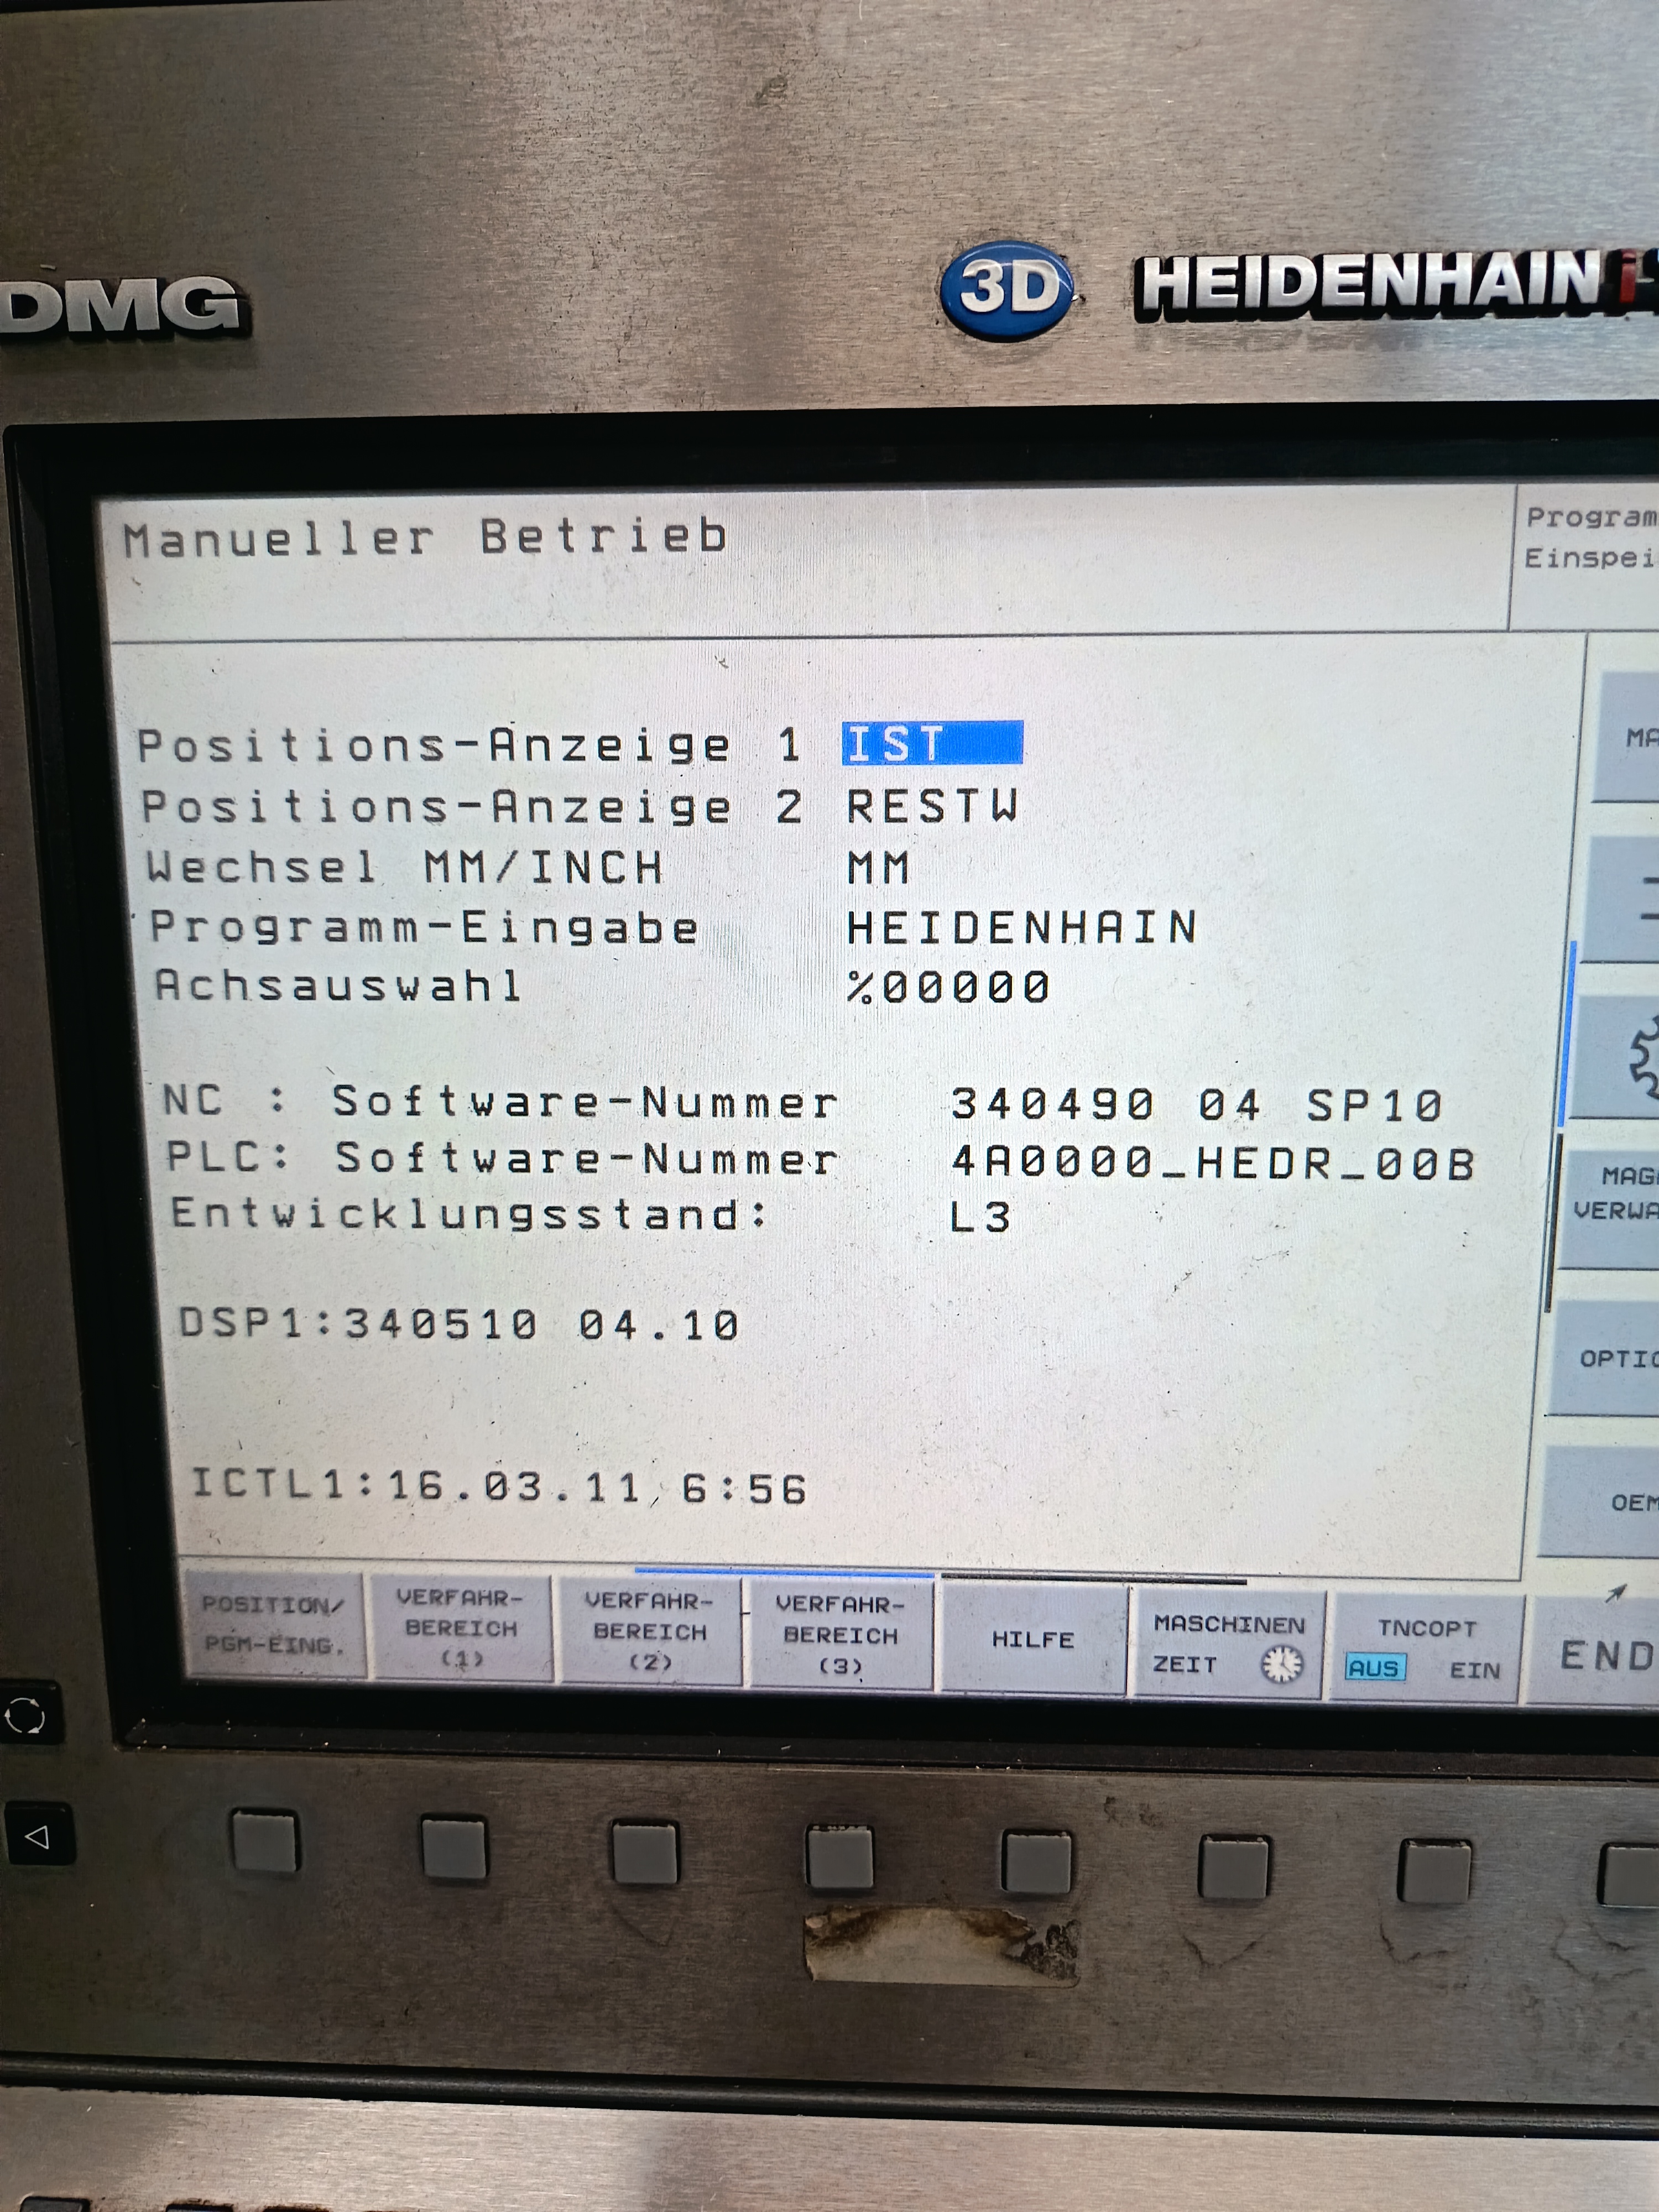 DMG
3D HEIDENHAIN
Manueller Betrieb
Positions-Anzeige 1 IST
Positions-Anzeige 2 RESTW
Wechsel MM/INCH MM
Programm-Eingabe HEIDENHAIN
Achsauswahl %00000
NC : Software-Nummer 340490 04 SP10
PLC: Software-Nummer 4A0000_HEDR_00B
Entwicklungsstand: L3
DSP1:340510 04.10
ICTL1:16.03.11 6:56
POSITION/
PGM-EING.
VERFAHR-
BEREICH
(1)
VERFAHR-
BEREICH
(2)
VERFAHR-
BEREICH
(3)
HILFE
MASCHINEN
ZEIT
TNCOPT
AUS EIN
END